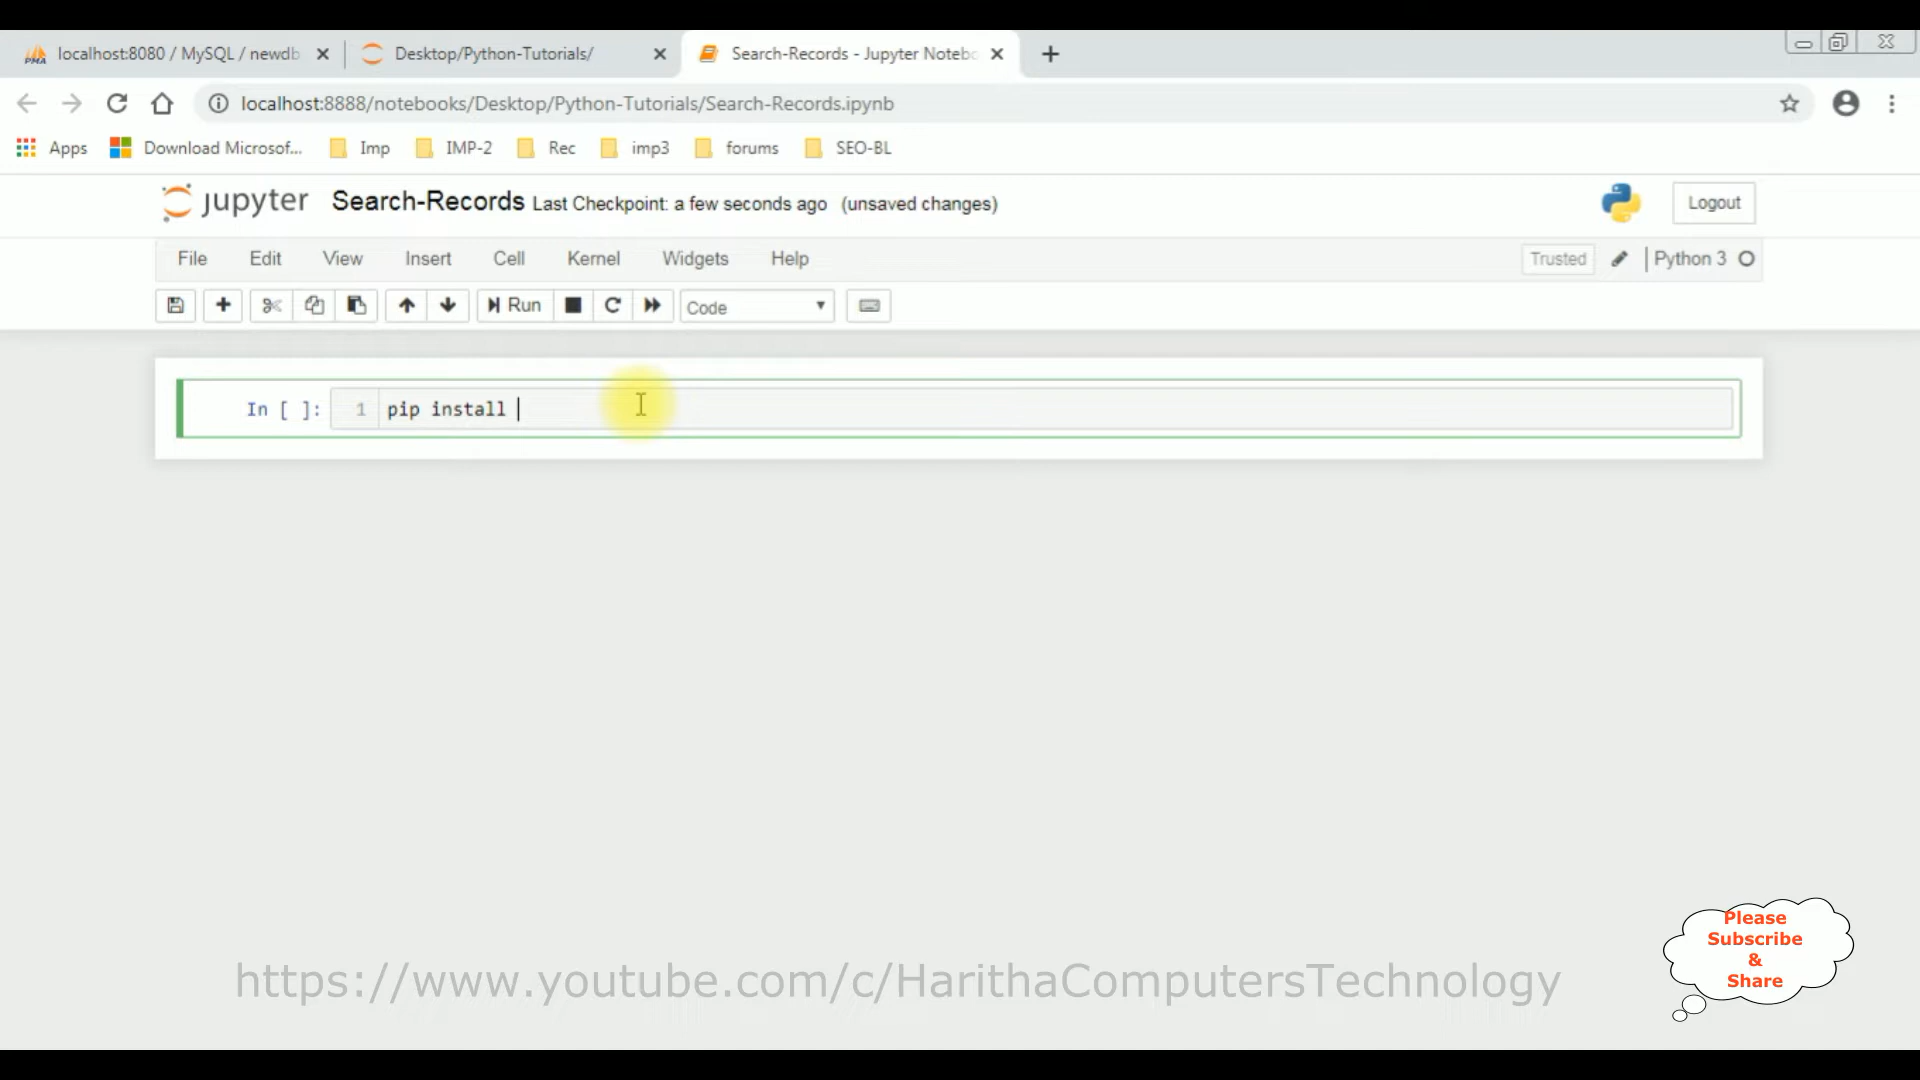 localhost:8080 / MySQL / newdb
Desktop/Python-Tutorials/
Search-Records - Jupyter Notebo
localhost:8888/notebooks/Desktop/Python-Tutorials/Search-Records.ipynb
Apps
Download Microsof...
Imp
IMP-2
Rec
imp3
forums
SEO-BL
PMA
jupyter
Search-Records Last Checkpoint: a few seconds ago (unsaved changes)
Logout
File
Edit
View
Insert
Cell
Kernel
Widgets
Help
Trusted
Python 3
Run
Code
In [ ]:
1
pip install
https://www.youtube.com/c/HarithaComputersTechnology
Please
Subscribe
&
Share